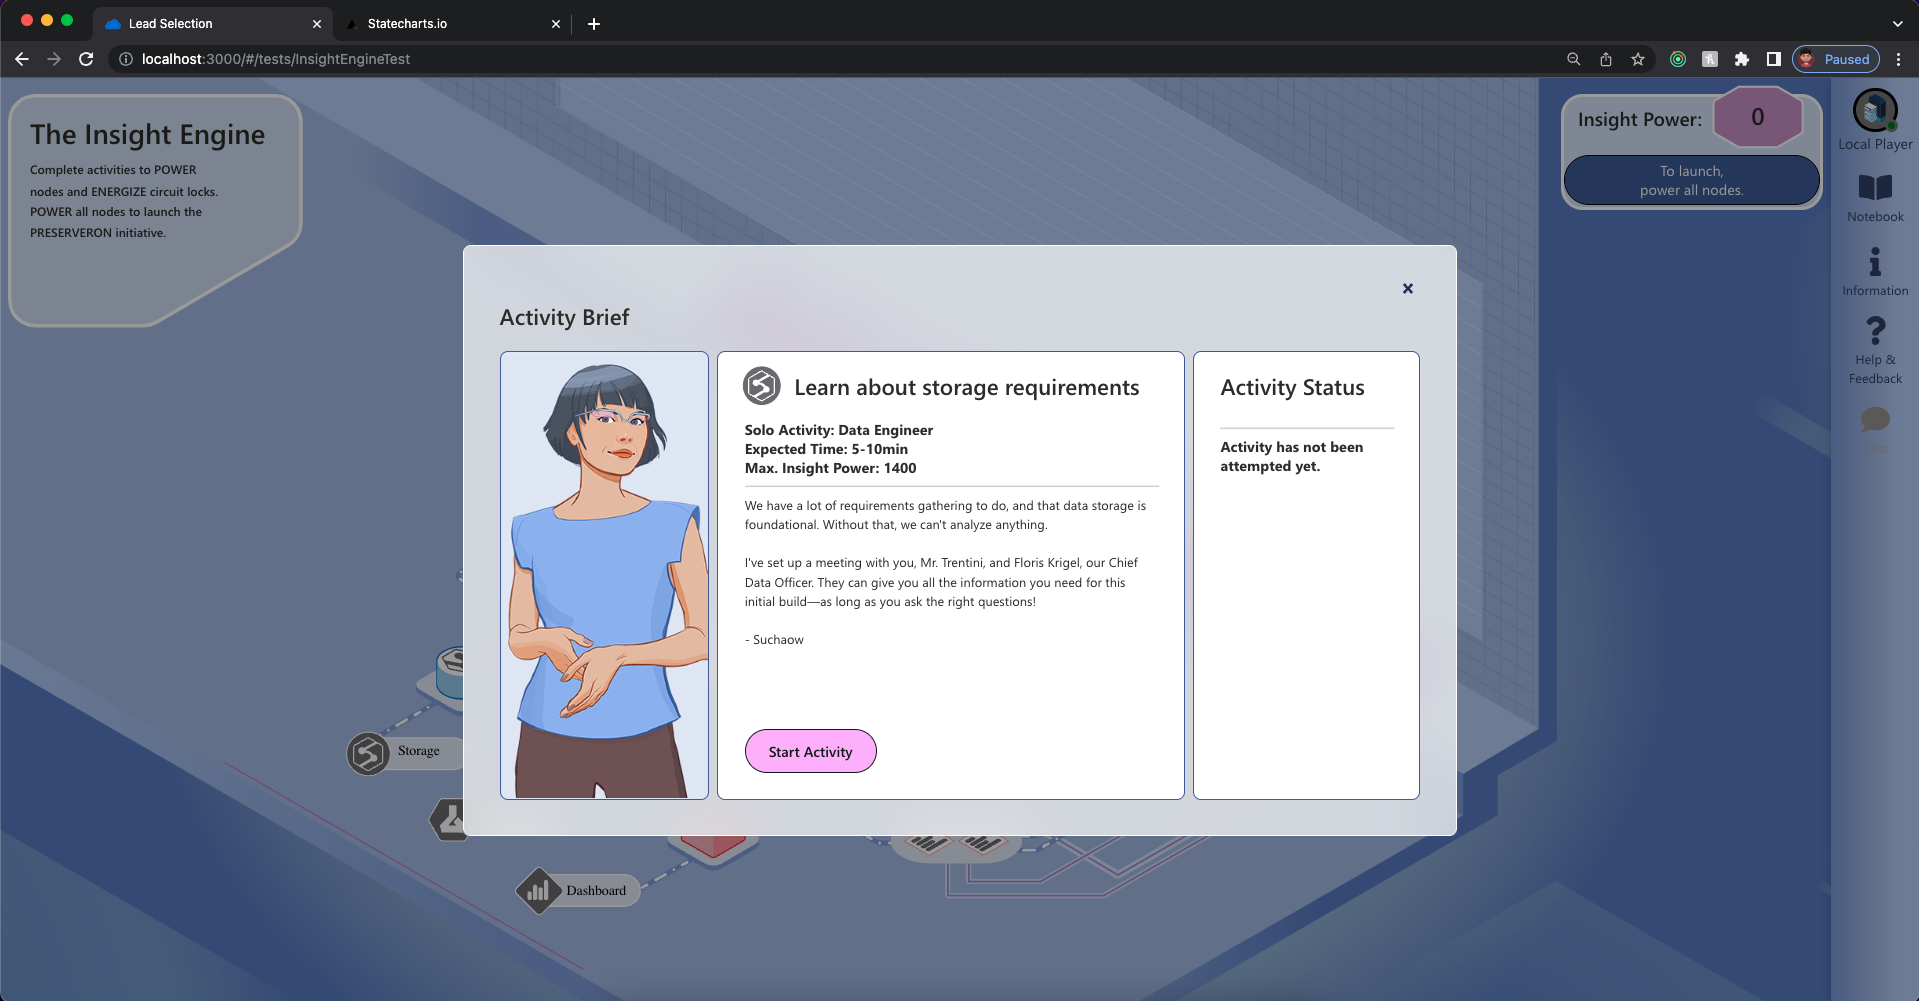 Lead Selection
Statecharts.io
localhost:3000/#/tests/InsightEngineTest
Paused
The Insight Engine
Complete activities to POWER
nodes and ENERGIZE circuit locks.
POWER all nodes to launch the
PRESERVERON initiative.
Insight Power:
0
To launch,
power all nodes.
Local Player
Notebook
Information
Help &
Feedback
Activity Brief
Learn about storage requirements
Solo Activity: Data Engineer
Expected Time: 5-10min
Max. Insight Power: 1400
We have a lot of requirements gathering to do, and that data storage is
foundational. Without that, we can't analyze anything.
I've set up a meeting with you, Mr. Trentini, and Floris Krigel, our Chief
Data Officer. They can give you all the information you need for this
initial build—as long as you ask the right questions!
- Suchaow
Start Activity
Activity Status
Activity has not been
attempted yet.
Storage
Dashboard